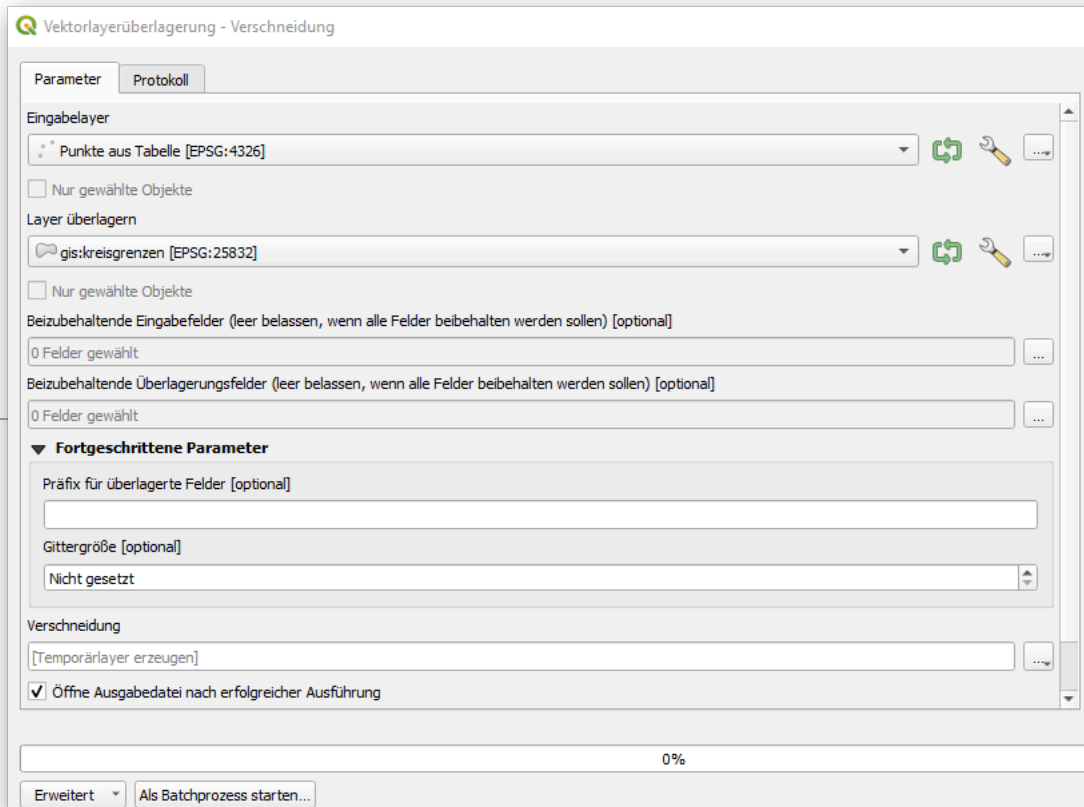 Vektorlayerüberlagerung - Verschneidung
Parameter
Protokoll
Eingabelayer
Punkte aus Tabelle [EPSG:4326]
...
Nur gewählte Objekte
Layer überlagern
gis:kreisgrenzen [EPSG:25832]
...
Nur gewählte Objekte
Beizubehaltende Eingabefelder (leer belassen, wenn alle Felder beibehalten werden sollen) [optional]
0 Felder gewählt
...
Beizubehaltende Überlagerungsfelder (leer belassen, wenn alle Felder beibehalten werden sollen) [optional]
0 Felder gewählt
...
Fortgeschrittene Parameter
Präfix für überlagerte Felder [optional]
Gittergröße [optional]
Nicht gesetzt
Verschneidung
[Temporärlayer erzeugen]
...
Öffne Ausgabedatei nach erfolgreicher Ausführung
0%
Erweitert
Als Batchprozess starten...